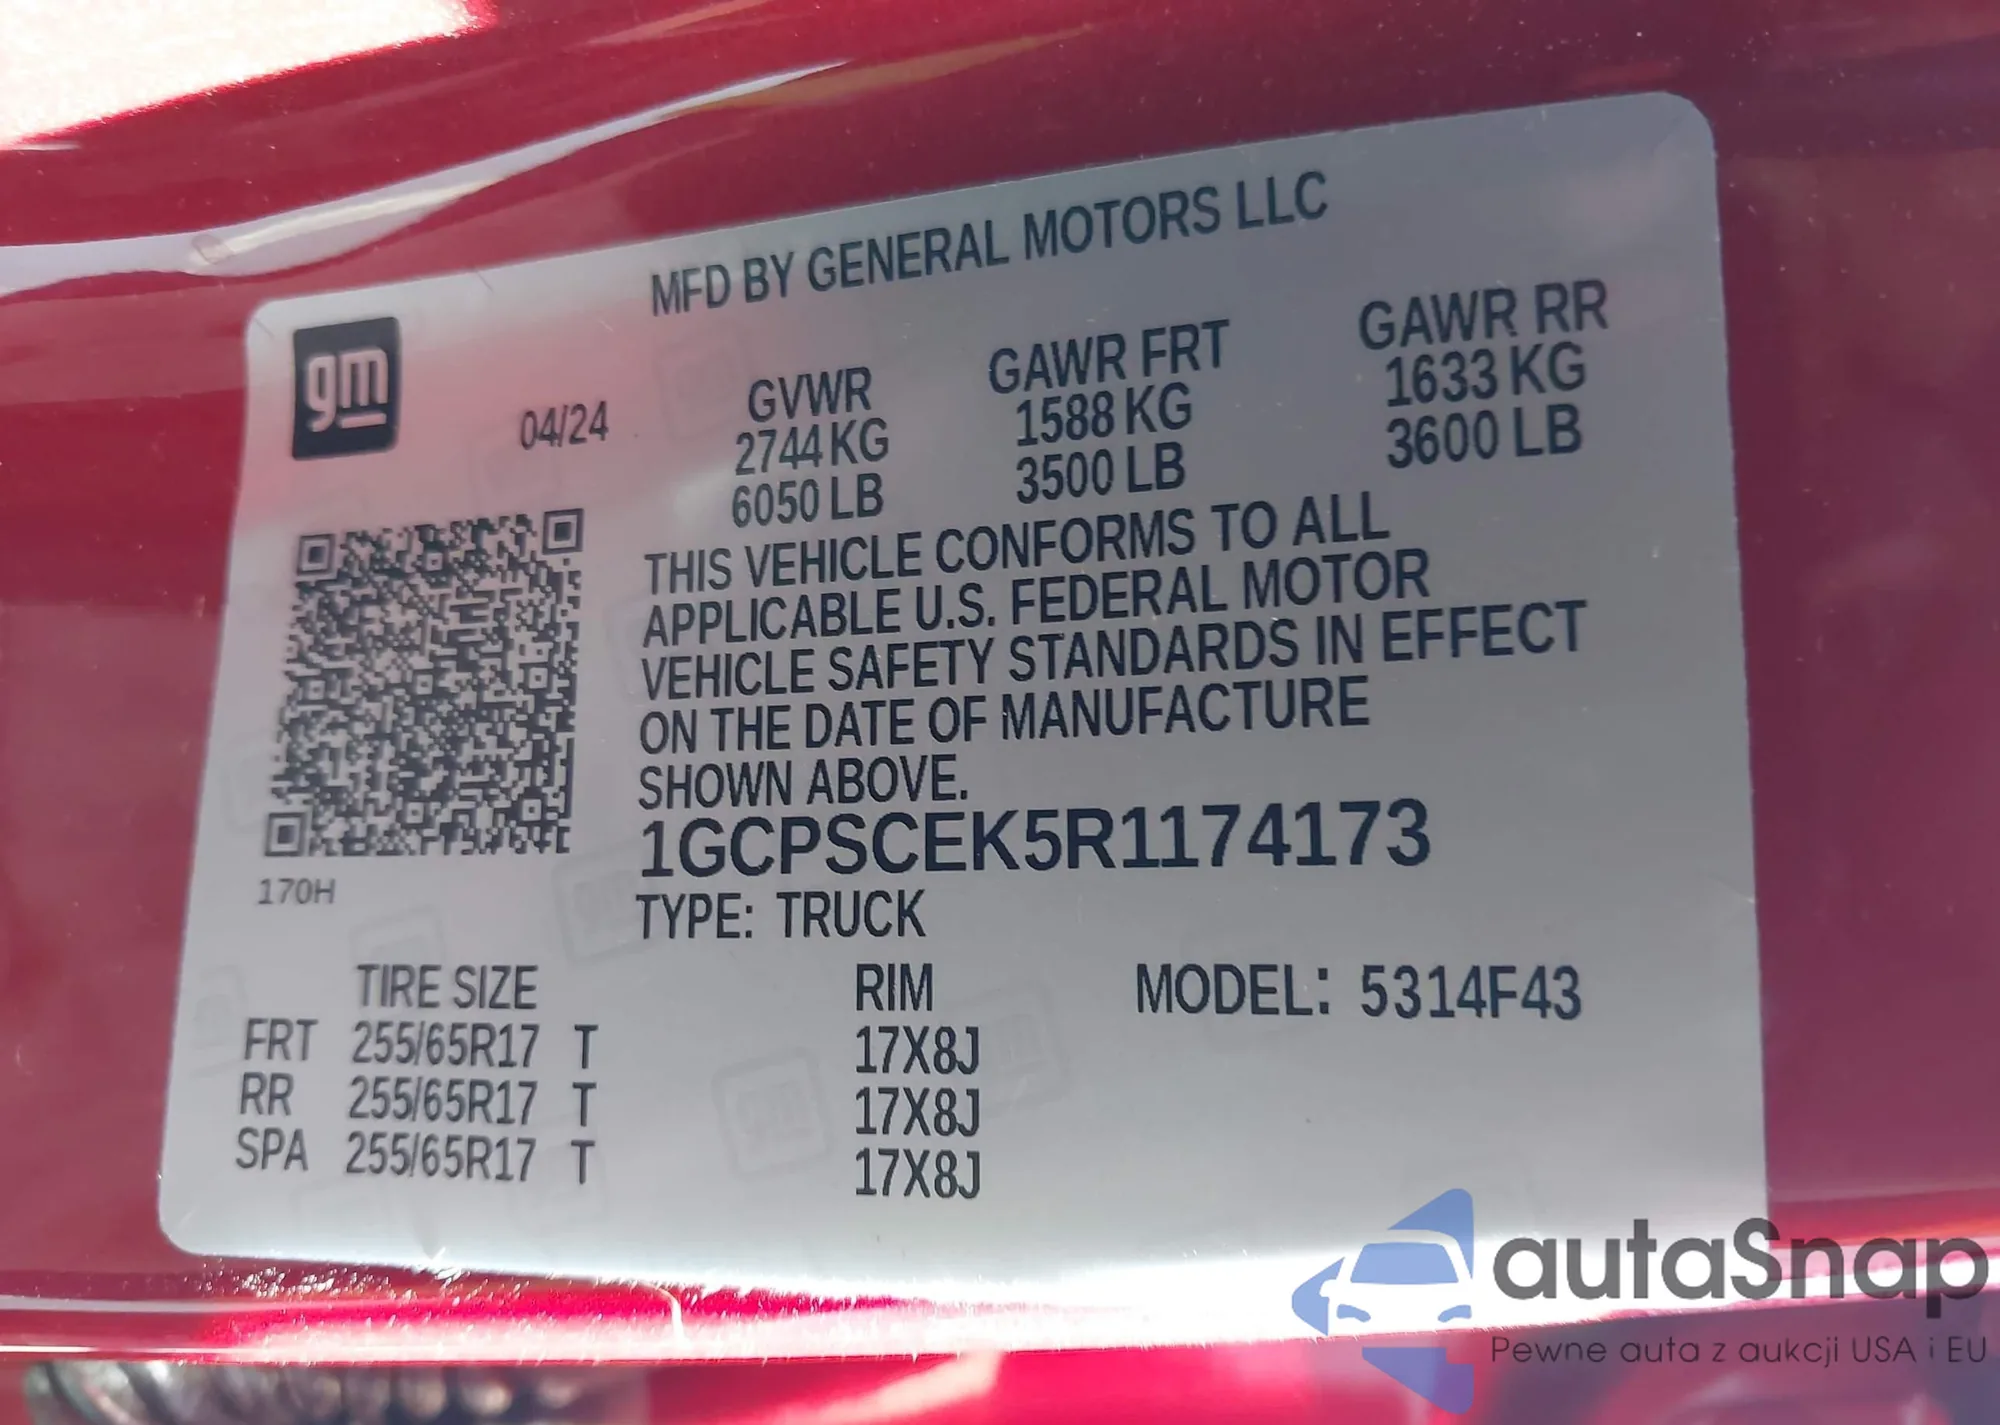 MFD BY GENERAL MOTORS LLC
gm
04/24
GVWR GAWR FRT GAWR RR
2744 KG 1588 KG 1633 KG
6050 LB 3500 LB 3600 LB
THIS VEHICLE CONFORMS TO ALL
APPLICABLE U.S. FEDERAL MOTOR
VEHICLE SAFETY STANDARDS IN EFFECT
ON THE DATE OF MANUFACTURE
SHOWN ABOVE.
1GCPSCEK5R1174173
170H
TYPE: TRUCK
TIRE SIZE RIM MODEL: 5314F43
FRT 255/65R17 T 17X8J
RR 255/65R17 T 17X8J
SPA 255/65R17 T 17X8J
autaSnap
Pewne auta z aukcji USA i EU